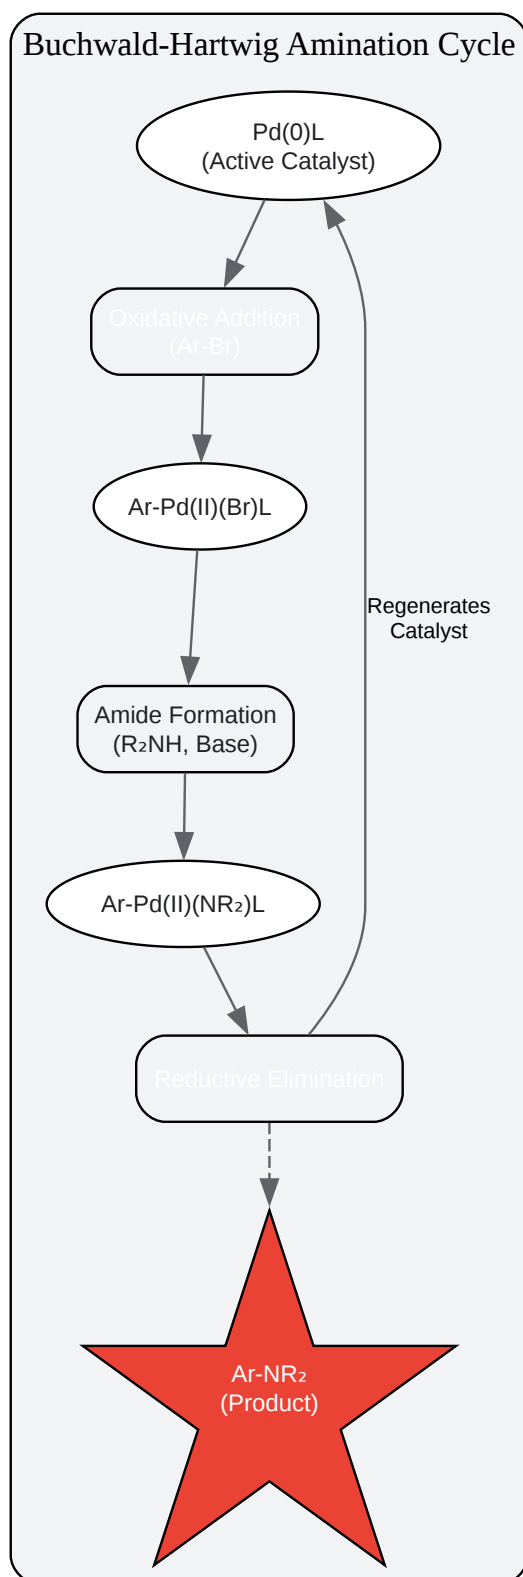 Buchwald-Hartwig Amination Cycle
Pd(0)L
(Active Catalyst)
Oxidative Addition
(Ar-Br)
Ar-Pd(II)(Br)L
Regenerates
Catalyst
Amide Formation
(R₂NH, Base)
Ar-Pd(II)(NR₂)L
Reductive Elimination
Ar-NR₂
(Product)